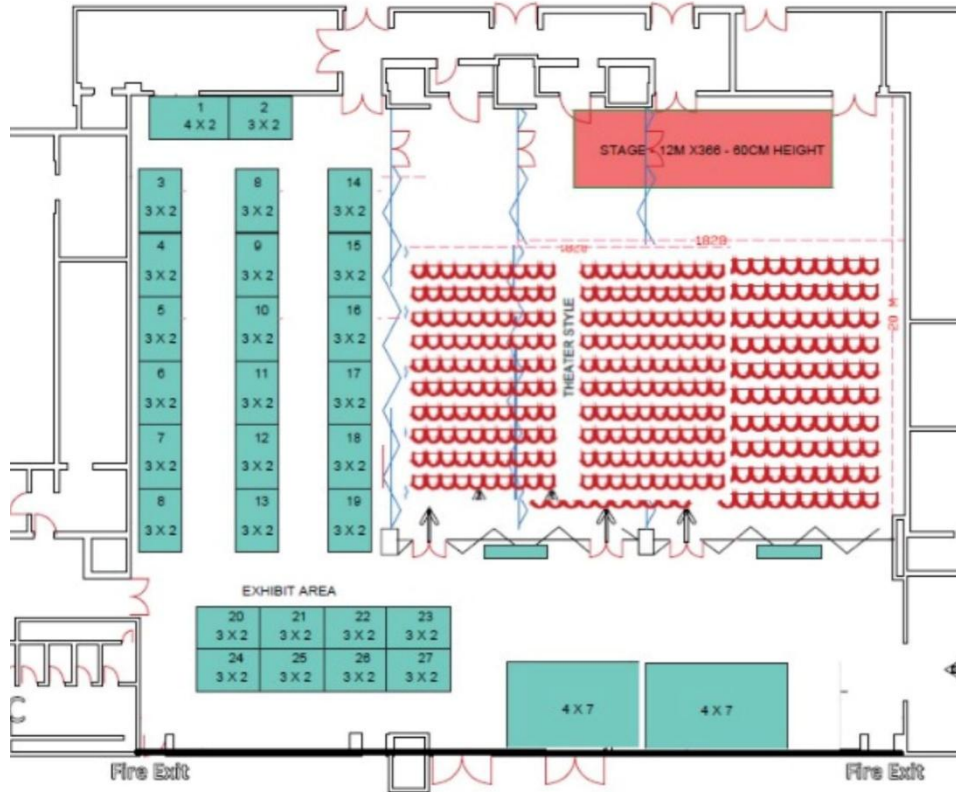 1
4 X 2
2
3 X 2
STAGE - 12M X366 - 60CM HEIGHT
3
3 X 2
8
3 X 2
14
3 X 2
4
3 X 2
9
3 X 2
15
3 X 2
1828
1828
5
3 X 2
10
3 X 2
16
3 X 2
20 M
THEATER STYLE
6
3 X 2
11
3 X 2
17
3 X 2
7
3 X 2
12
3 X 2
18
3 X 2
8
3 X 2
13
3 X 2
19
3 X 2
EXHIBIT AREA
20
3 X 2
21
3 X 2
22
3 X 2
23
3 X 2
24
3 X 2
25
3 X 2
26
3 X 2
27
3 X 2
4 X 7
4 X 7
C
Fire Exit
Fire Exit